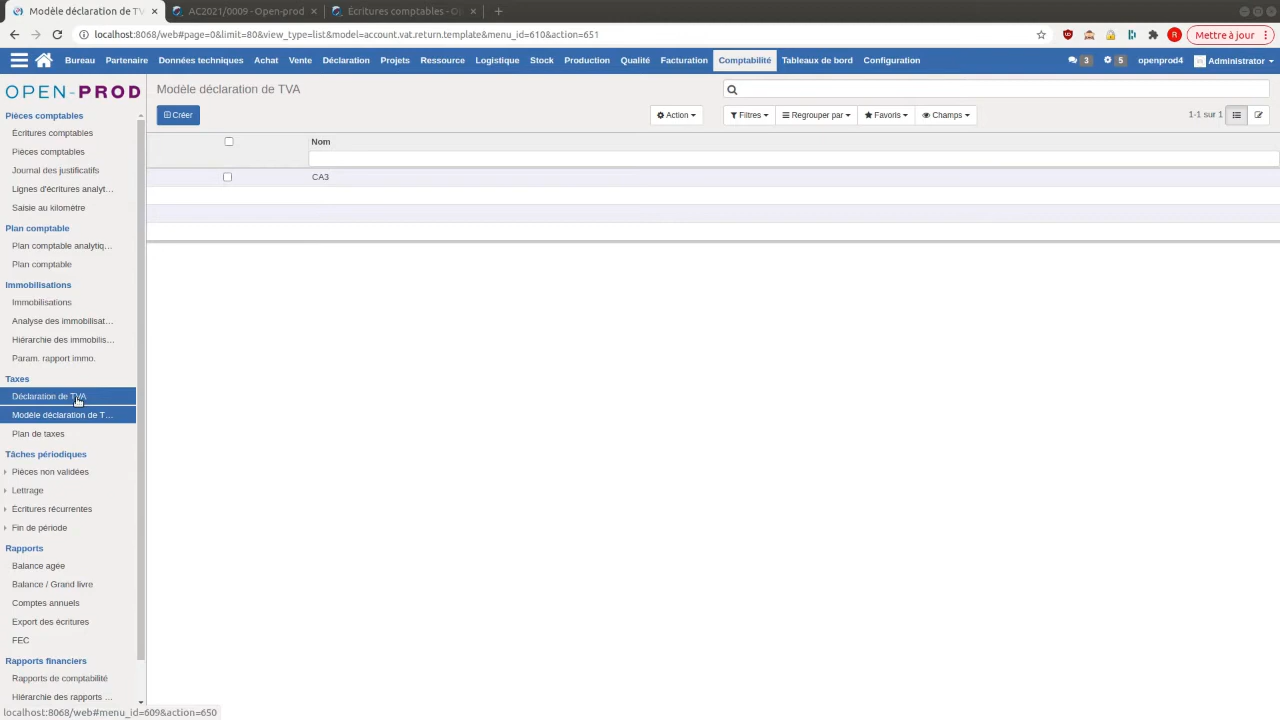 Modèle déclaration de T
AC2021/0009 - Open-prod
Écritures comptables - O
localhost:8068/web#page=0&limit=80&view_type=list&model=account.vat.return.template&menu_id=610&action=651
R
Mettre à jour
Bureau Partenaire Données techniques Achat Vente Déclaration Projets Ressource Logistique Stock Production Qualité Facturation Comptabilité Tableaux de bord Configuration
3 5 openprod4 Administrator
OPEN-PROD
Modèle déclaration de TVA
Créer
Action
Filtres
Regrouper par
Favoris
Champs
1-1 sur 1
Nom
CA3
Pièces comptables
Écritures comptables
Pièces comptables
Journal des justificatifs
Lignes d'écritures analyt...
Saisie au kilomètre
Plan comptable
Plan comptable analytiq...
Plan comptable
Immobilisations
Immobilisations
Analyse des immobilisat...
Hiérarchie des immobilis...
Param. rapport immo.
Taxes
Déclaration de TVA
Modèle déclaration de T...
Plan de taxes
Tâches périodiques
Pièces non validées
Lettrage
Écritures récurrentes
Fin de période
Rapports
Balance agée
Balance / Grand livre
Comptes annuels
Export des écritures
FEC
Rapports financiers
Rapports de comptabilité
Hiérarchie des rapports ...
localhost:8068/web#menu_id=609&action=650